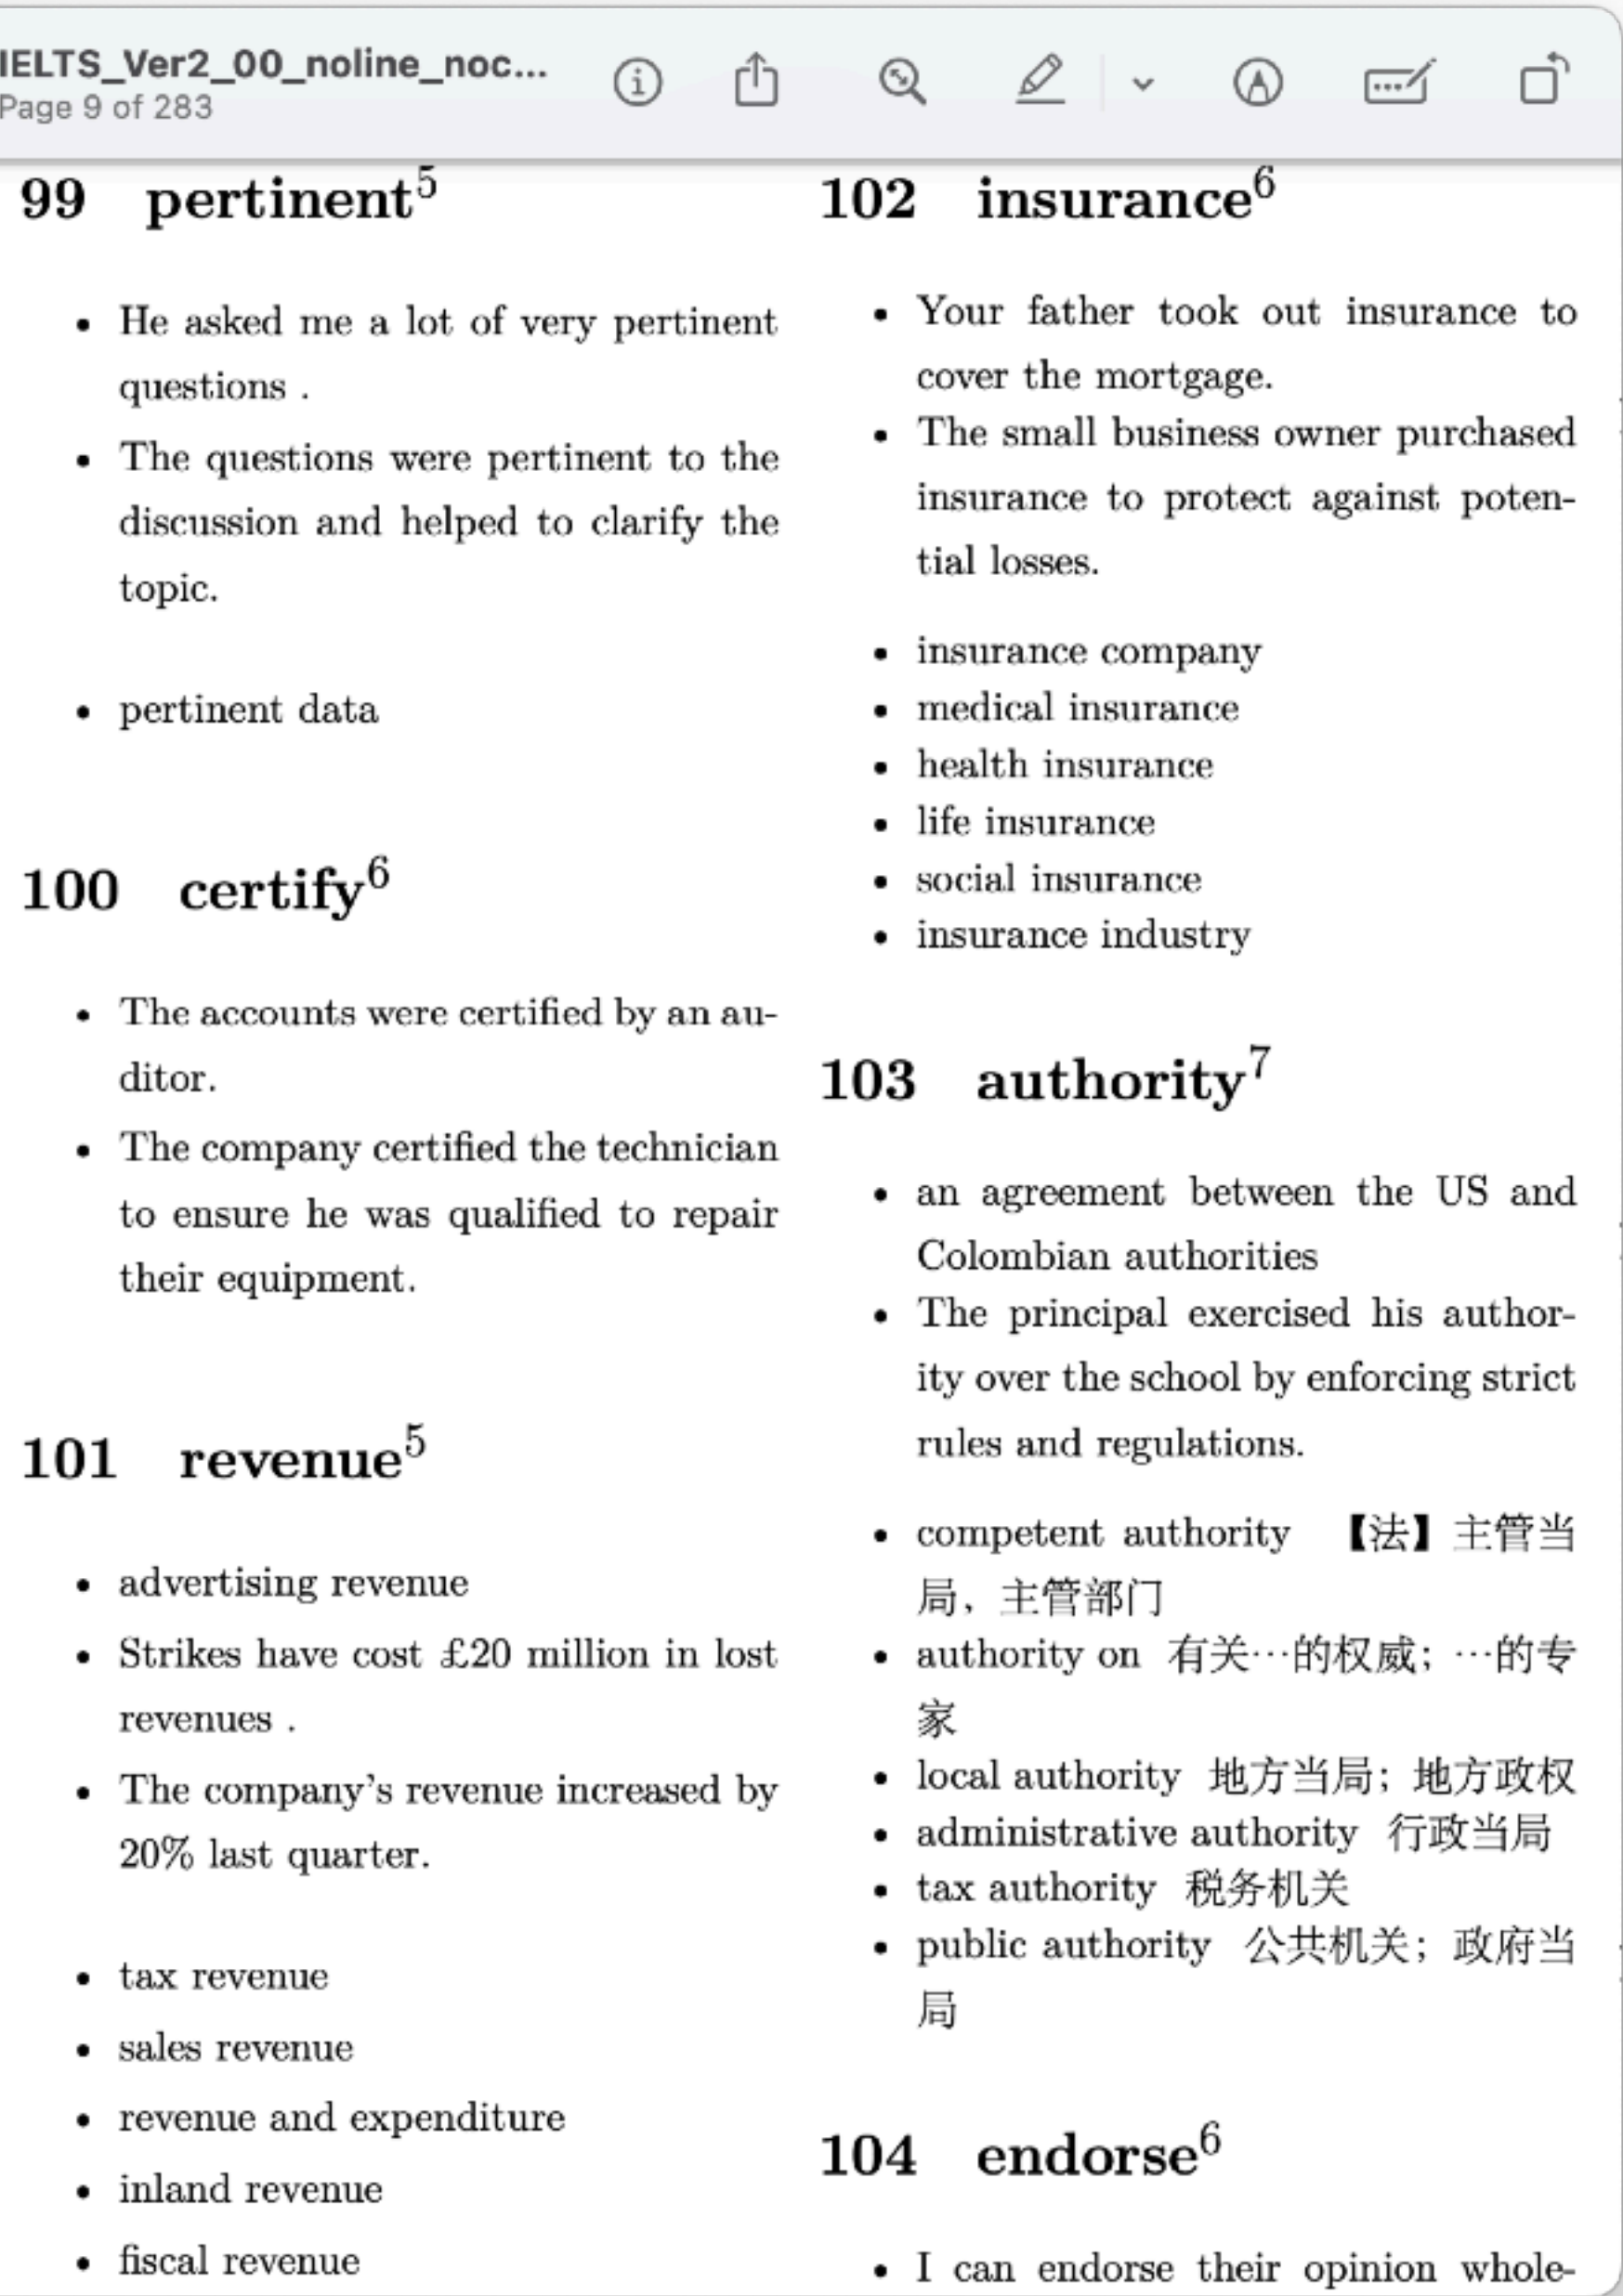 IELTS_Ver2_00_noline_noc...
Page 9 of 283
99 pertinent5
• He asked me a lot of very pertinent
questions .
• The questions were pertinent to the
discussion and helped to clarify the
topic.
• pertinent data
100 certify6
• The accounts were certified by an au-
ditor.
• The company certified the technician
to ensure he was qualified to repair
their equipment.
101 revenue5
• advertising revenue
• Strikes have cost £20 million in lost
revenues .
• The company's revenue increased by
20% last quarter.
• tax revenue
• sales revenue
• revenue and expenditure
• inland revenue
• fiscal revenue
102 insurance6
• Your father took out insurance to
cover the mortgage.
• The small business owner purchased
insurance to protect against poten-
tial losses.
• insurance company
• medical insurance
• health insurance
• life insurance
• social insurance
• insurance industry
103 authority7
• an agreement between the US and
Colombian authorities
• The principal exercised his author-
ity over the school by enforcing strict
rules and regulations.
• competent authority 【法】主管当
局，主管部门
• authority on 有关…的权威；…的专
家
• local authority 地方当局；地方政权
• administrative authority 行政当局
• tax authority 税务机关
• public authority 公共机关；政府当
局
104 endorse6
• I can endorse their opinion whole-